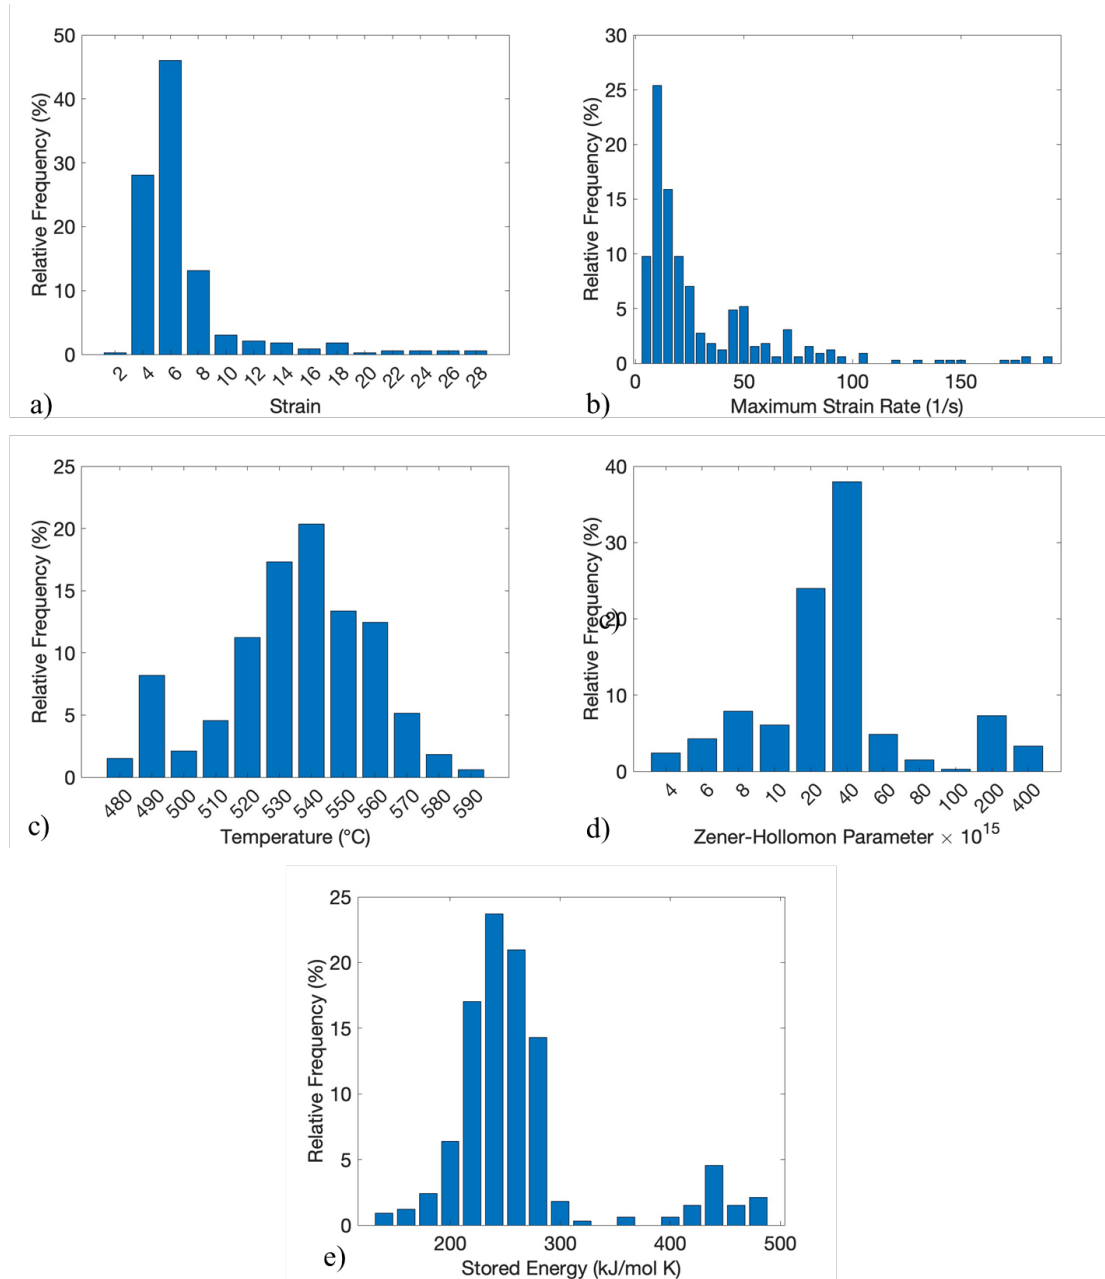 50
40
30
20
10
0
Relative Frequency (%)
2 4 6 8 10 12 14 16 18 20 22 24 26 28
Strain
a)
30
25
20
15
10
5
0
Relative Frequency (%)
0 50 100 150
Maximum Strain Rate (1/s)
b)
25
20
15
10
5
0
Relative Frequency (%)
480 490 500 510 520 530 540 550 560 570 580 590
Temperature (°C)
c)
40
30
20
10
0
Relative Frequency (%)
c)
4 6 8 10 20 40 60 80 100 200 400
Zener-Hollomon Parameter × 10¹⁵
d)
25
20
15
10
5
0
Relative Frequency (%)
200 300 400 500
Stored Energy (kJ/mol K)
e)